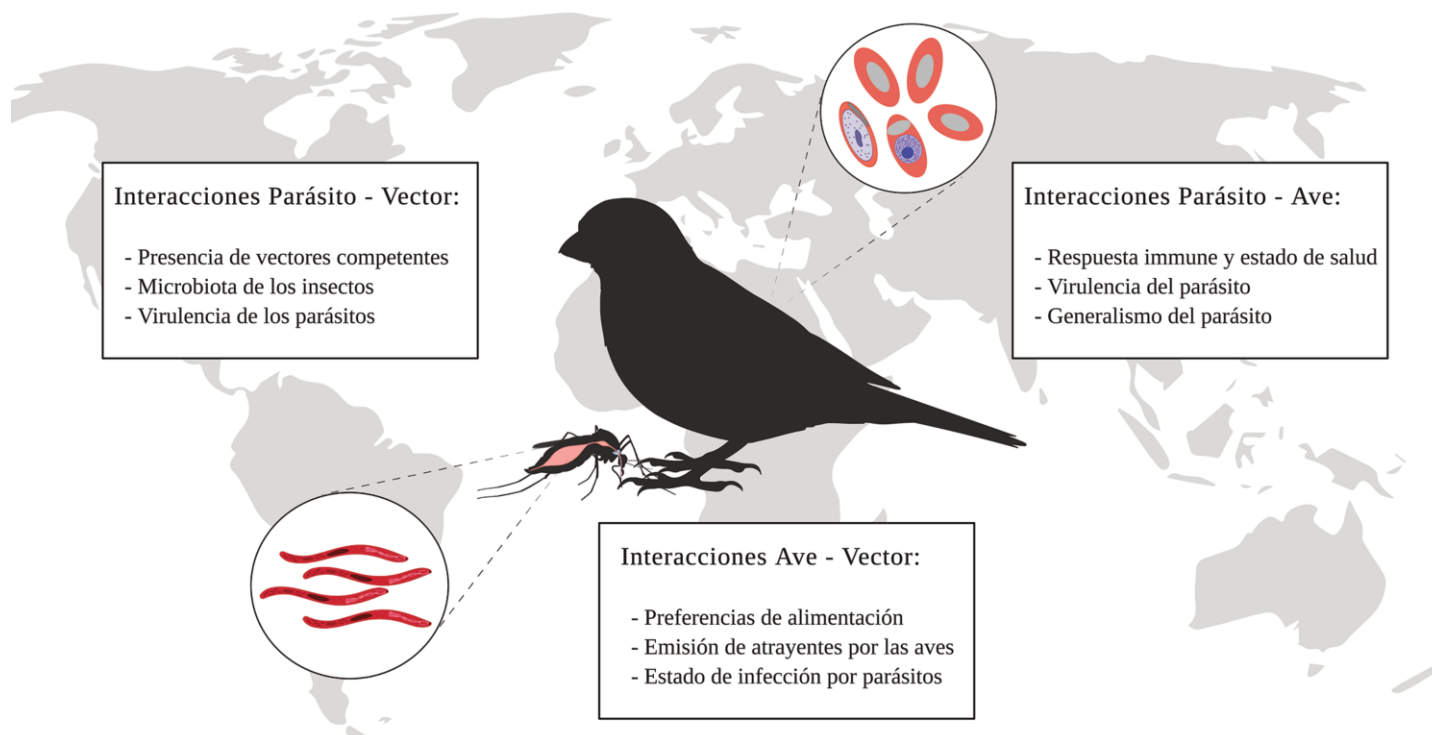 Interacciones Parásito - Vector:
- Presencia de vectores competentes
- Microbiota de los insectos
- Virulencia de los parásitos
Interacciones Parásito - Ave:
- Respuesta immune y estado de salud
- Virulencia del parásito
- Generalismo del parásito
Interacciones Ave - Vector:
- Preferencias de alimentación
- Emisión de atrayentes por las aves
- Estado de infección por parásitos